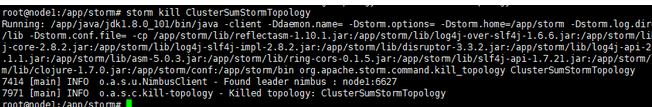 root@node1:/app/storm# storm kill ClusterSumStormTopology
Running: /app/java/jdk1.8.0_101/bin/java -client -Ddaemon.name= -Dstorm.options= -Dstorm.home=/app/storm -Dstorm.log.dir
/lib -Dstorm.conf.file= -cp /app/storm/lib/reflectasm-1.10.1.jar:/app/storm/lib/log4j-over-slf4j-1.6.6.jar:/app/storm/li
j-core-2.8.2.jar:/app/storm/lib/log4j-slf4j-impl-2.8.2.jar:/app/storm/lib/disruptor-3.3.2.jar:/app/storm/lib/log4j-api-2
.1.1.jar:/app/storm/lib/asm-5.0.3.jar:/app/storm/lib/ring-cors-0.1.5.jar:/app/storm/lib/slf4j-api-1.7.21.jar:/app/storm/
m/lib/clojure-1.7.0.jar:/app/storm/conf:/app/storm/bin org.apache.storm.command.kill_topology ClusterSumStormTopology
7414 [main] INFO  o.a.s.u.NimbusClient - Found leader nimbus : node1:6627
7971 [main] INFO  o.a.s.c.kill-topology - Killed topology: ClusterSumStormTopology
root@node1:/app/storm#